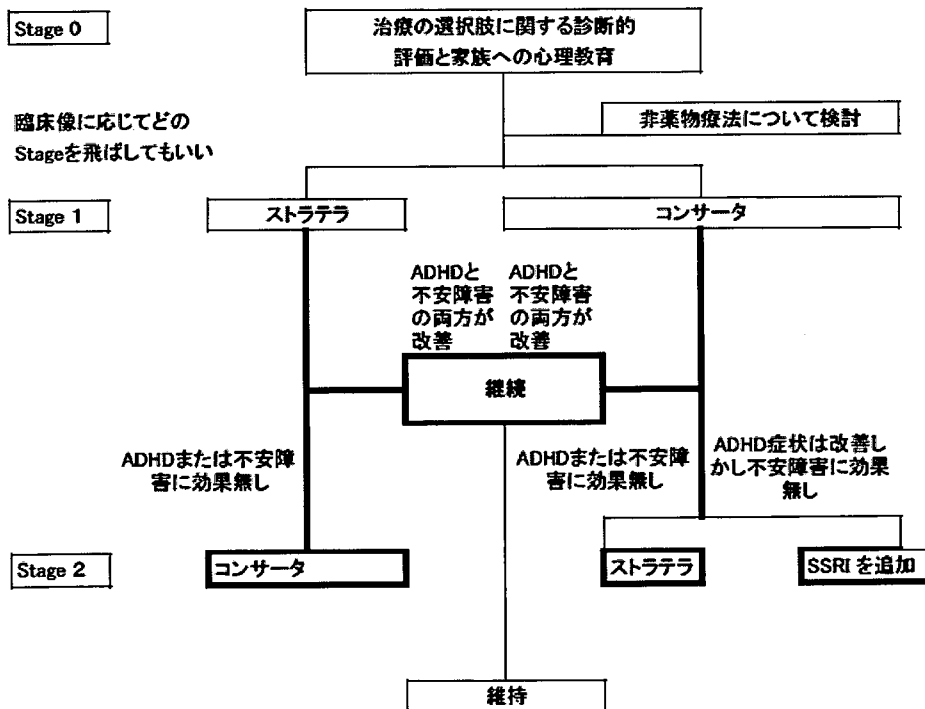 Stage 0
治療の選択肢に関する診断的
評価と家族への心理教育
臨床像に応じてどの
Stageを飛ばしてもいい
非薬物療法について検討
Stage 1
ストラテラ
コンサータ
ADHDと
不安障害
の両方が
改善
ADHDと
不安障害
の両方が
改善
継続
ADHDまたは不安障
害に効果無し
ADHDまたは不安障
害に効果無し
ADHD症状は改善し
かし不安障害に効果
無し
Stage 2
コンサータ
ストラテラ
SSRI を追加
維持